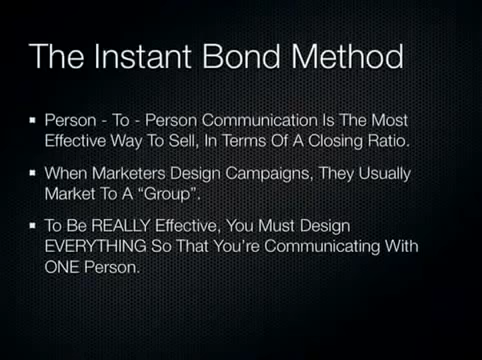 The Instant Bond Method
Person - To - Person Communication Is The Most
Effective Way To Sell, In Terms Of A Closing Ratio.
When Marketers Design Campaigns, They Usually
Market To A “Group”.
To Be REALLY Effective, You Must Design
EVERYTHING So That You're Communicating With
ONE Person.